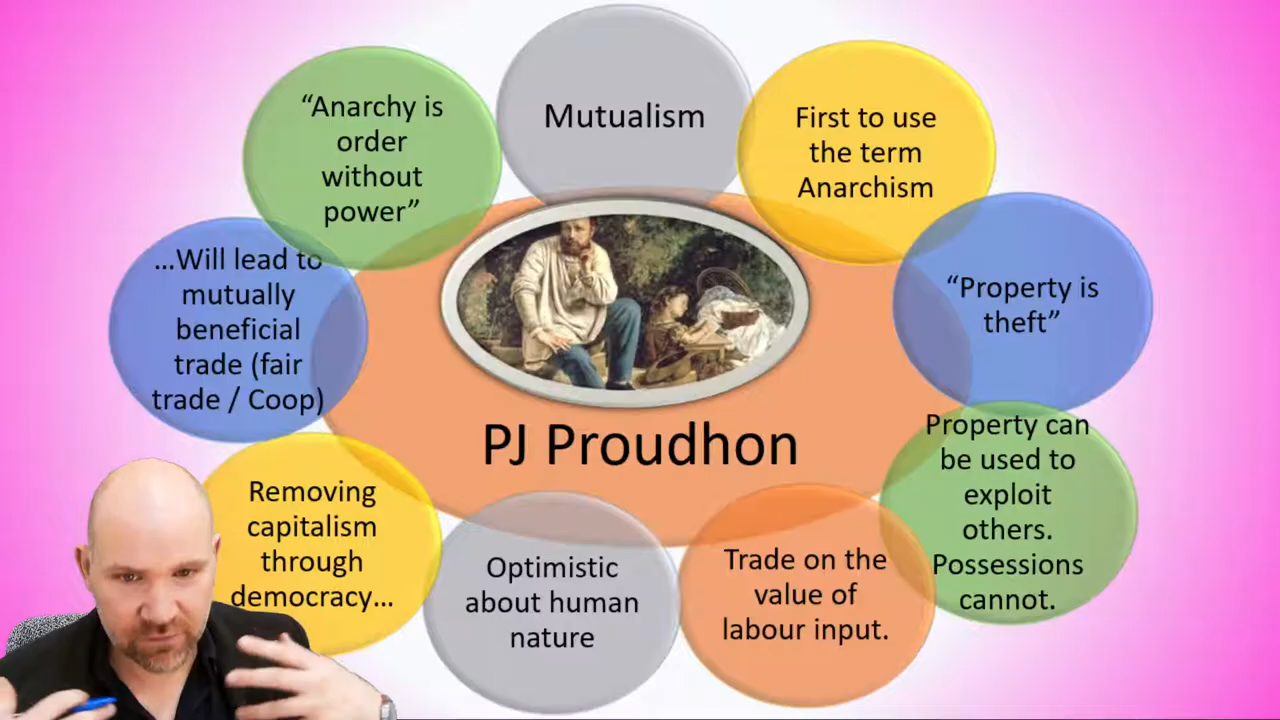 Mutualism
First to use
the term
Anarchism
“Property is
theft”
Property can
be used to
exploit
others.
Possessions
cannot.
Trade on the
value of
labour input.
Optimistic
about human
nature
Removing
capitalism
through
democracy...
...Will lead to
mutually
beneficial
trade (fair
trade / Coop)
“Anarchy is
order
without
power”
PJ Proudhon